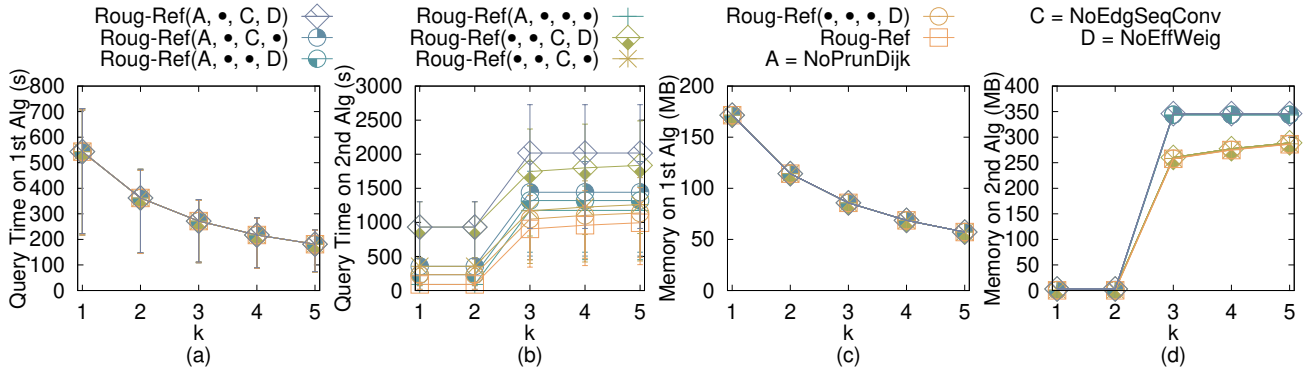 Roug-Ref(A, •, C, D)
Roug-Ref(A, •, C, •)
Roug-Ref(A, •, •, D)
Roug-Ref(A, •, •, •)
Roug-Ref(•, •, C, D)
Roug-Ref(•, •, C, •)
Roug-Ref(•, •, •, D)
Roug-Ref
A = NoPrunDijk
C = NoEdgSeqConv
D = NoEffWeig
Query Time on 1st Alg (s)
800
700
600
500
400
300
200
100
0
1 2 3 4 5
k
(a)
Query Time on 2nd Alg (s)
3000
2500
2000
1500
1000
500
0
1 2 3 4 5
k
(b)
Memory on 1st Alg (MB)
200
150
100
50
0
1 2 3 4 5
k
(c)
Memory on 2nd Alg (MB)
400
350
300
250
200
150
100
50
0
1 2 3 4 5
k
(d)